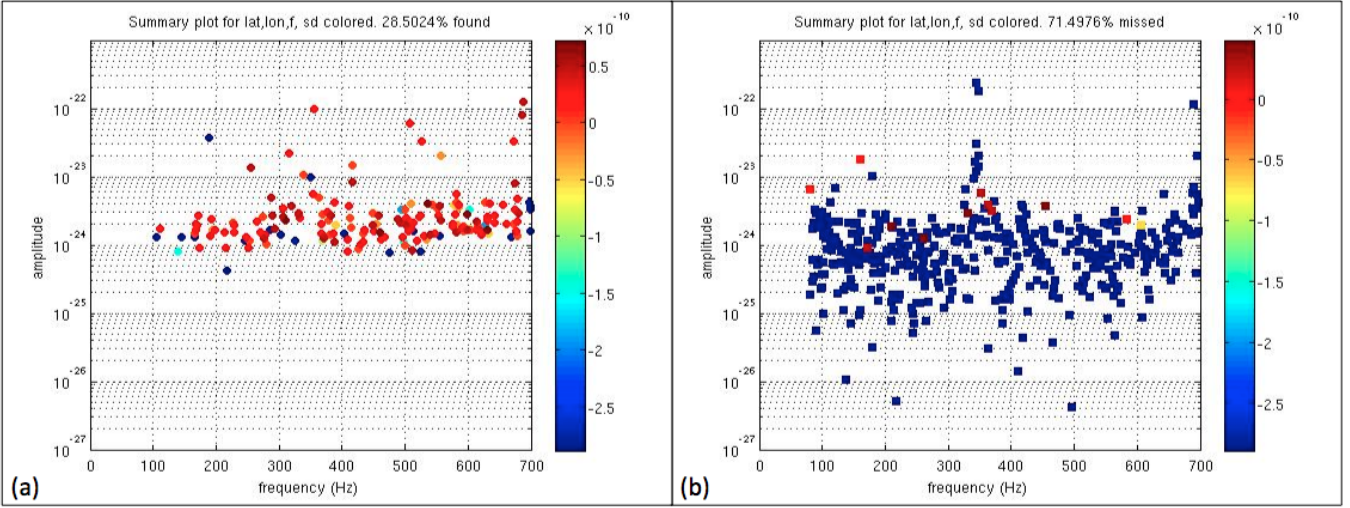 Summary plot for lat,lon,f, sd colored. 28.5024% found
× 10⁻¹⁰
amplitude
10⁻²²
10⁻²³
10⁻²⁴
10⁻²⁵
10⁻²⁶
10⁻²⁷
0 100 200 300 400 500 600 700
frequency (Hz)
0.5
0
-0.5
-1
-1.5
-2
-2.5
(a)
Summary plot for lat,lon,f, sd colored. 71.4976% missed
× 10⁻¹⁰
amplitude
10⁻²²
10⁻²³
10⁻²⁴
10⁻²⁵
10⁻²⁶
10⁻²⁷
0 100 200 300 400 500 600 700
frequency (Hz)
0
-0.5
-1
-1.5
-2
-2.5
(b)